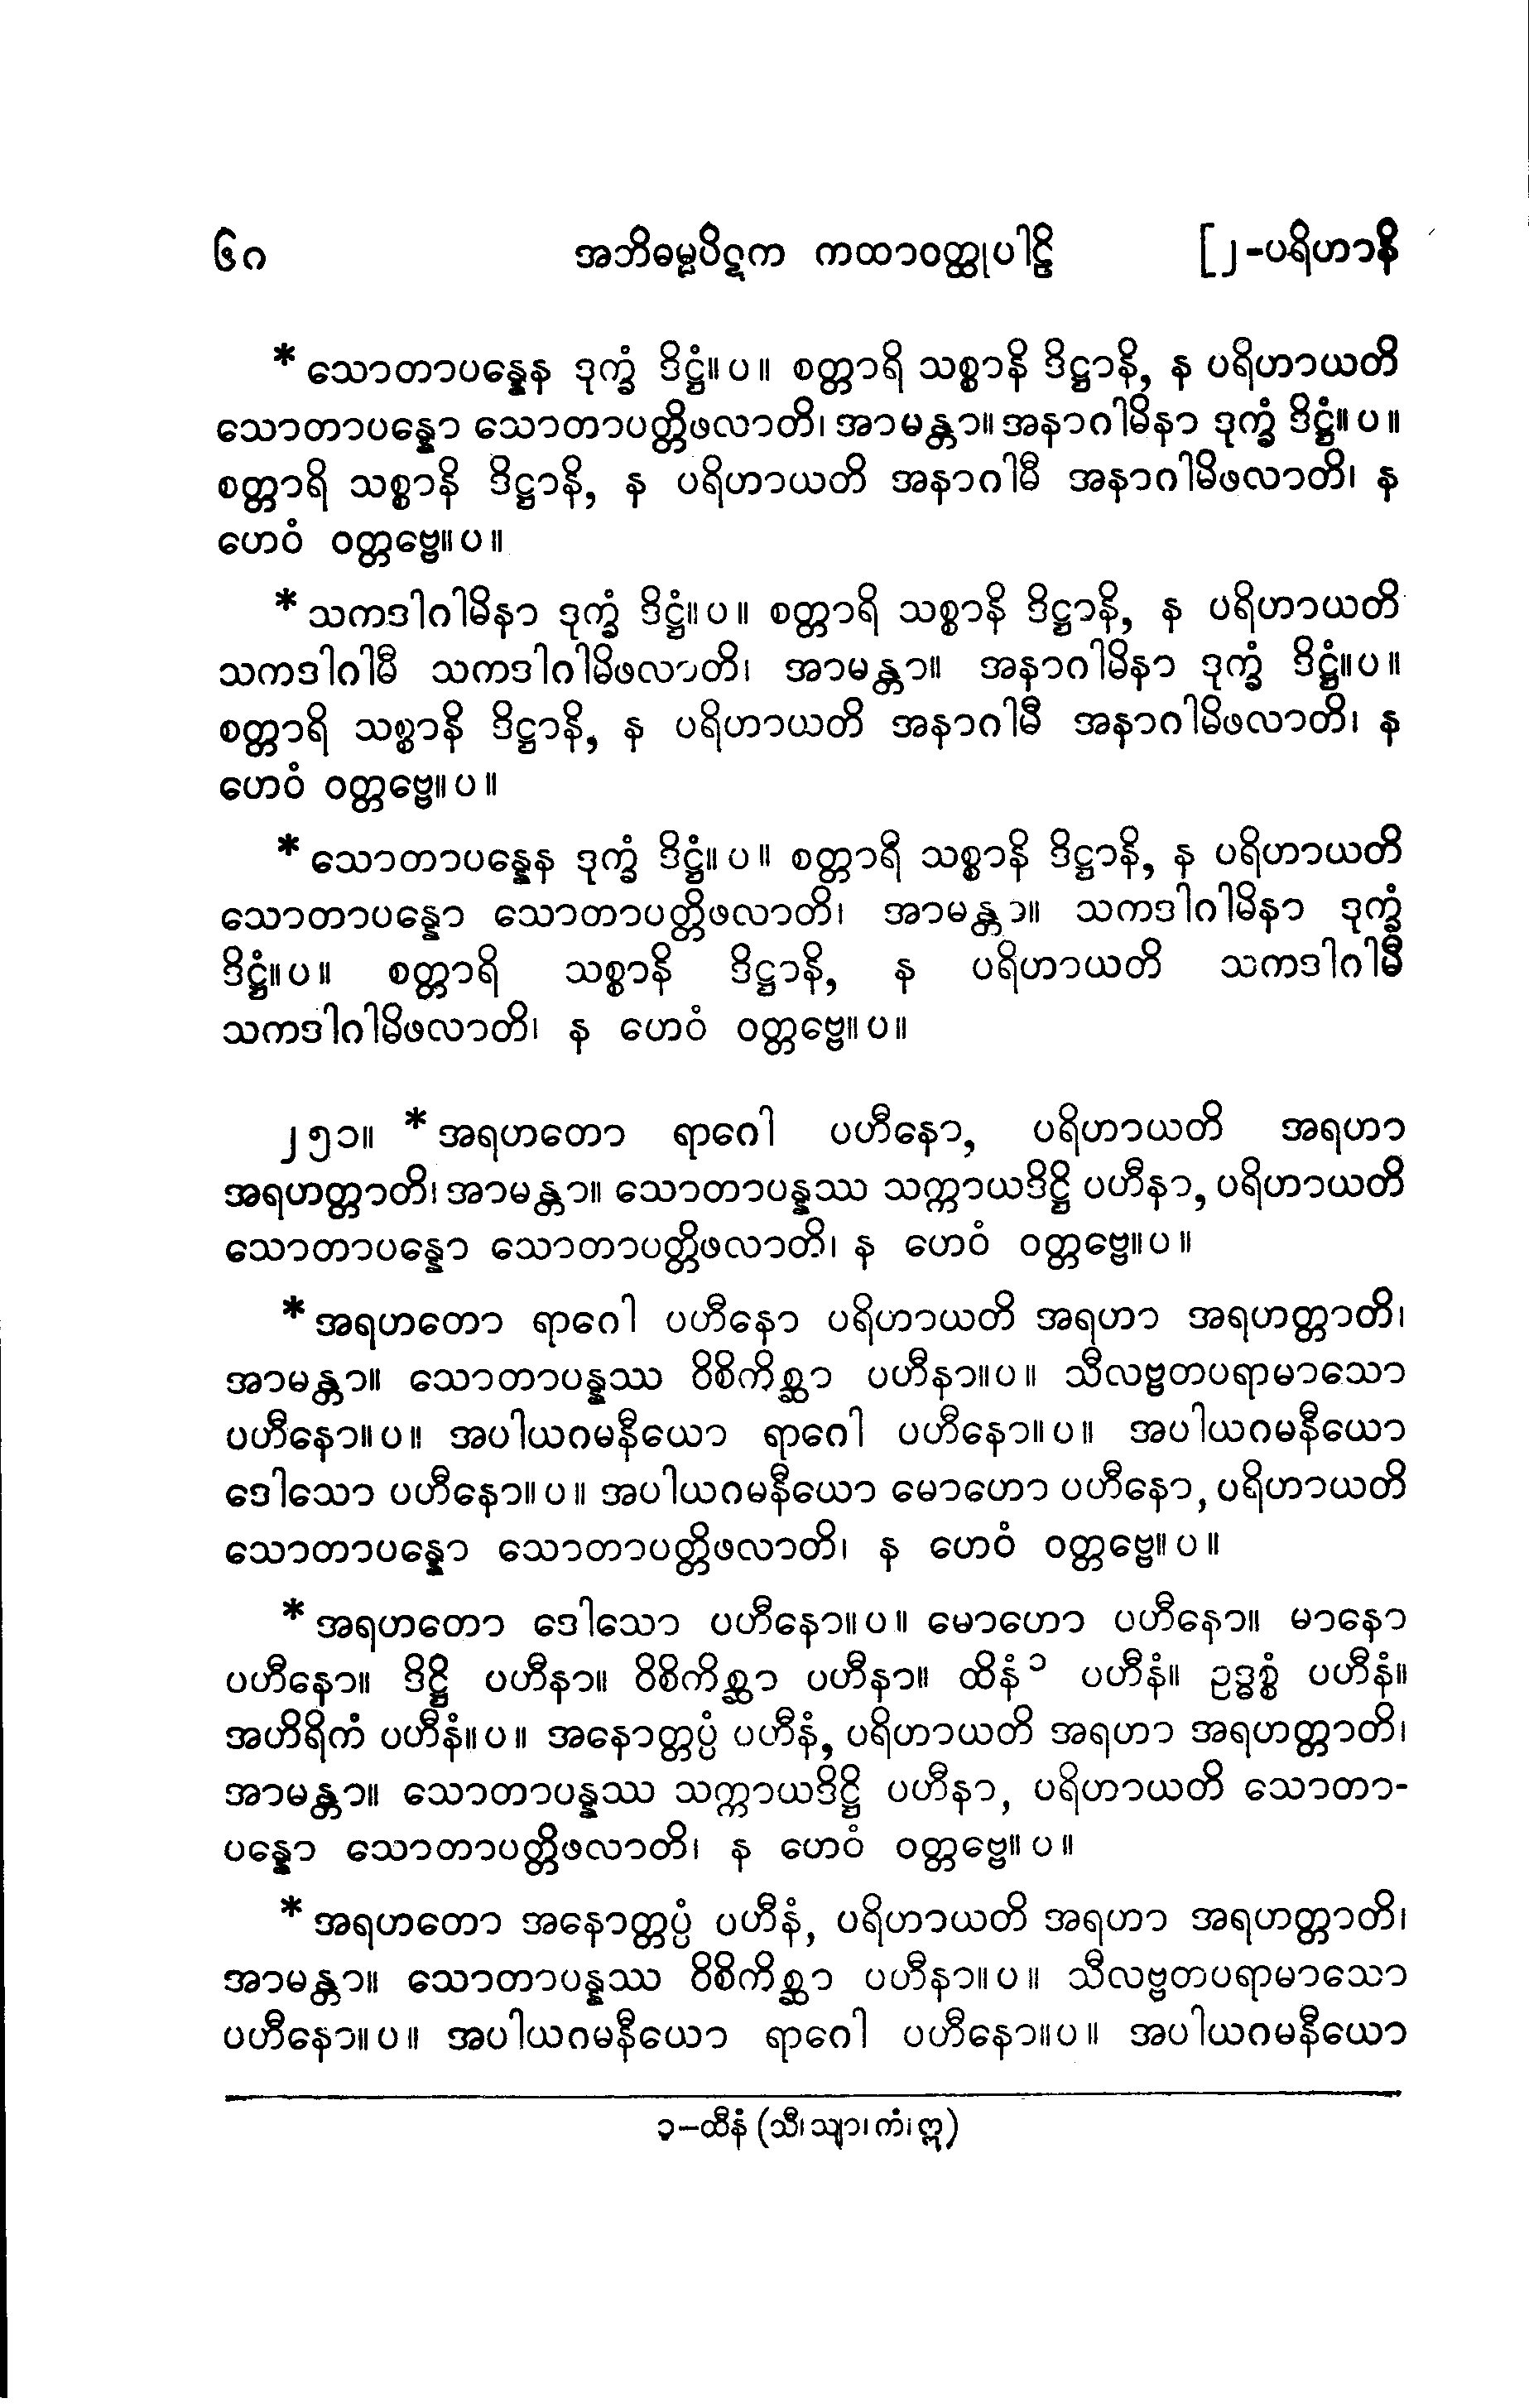 ၆၈ အဘိဓမ္မပိဋက ကထာဝတ္ထုပါဠိ [၂-ပရိဟာနိ
* သောတာပန္နေန ဒုက္ခံ ဒိဋ္ဌံ။ ပ ။ စတ္တာရိ သစ္စာနိ ဒိဋ္ဌာနိ, န ပရိဟာယတိ
သောတာပန္နော သောတာပတ္တိဖလာတိ၊ အာမန္တာ။ အနာဂါမိနာ ဒုက္ခံ ဒိဋ္ဌံ။ ပ ။
စတ္တာရိ သစ္စာနိ ဒိဋ္ဌာနိ, န ပရိဟာယတိ အနာဂါမီ အနာဂါမိဖလာတိ၊ န
ဟေဝံ ဝတ္တဗ္ဗေ။ ပ ။
* သကဒါဂါမိနာ ဒုက္ခံ ဒိဋ္ဌံ။ ပ ။ စတ္တာရိ သစ္စာနိ ဒိဋ္ဌာနိ, န ပရိဟာယတိ
သကဒါဂါမီ သကဒါဂါမိဖလာတိ၊ အာမန္တာ။ အနာဂါမိနာ ဒုက္ခံ ဒိဋ္ဌံ။ ပ ။
စတ္တာရိ သစ္စာနိ ဒိဋ္ဌာနိ, န ပရိဟာယတိ အနာဂါမီ အနာဂါမိဖလာတိ၊ န
ဟေဝံ ဝတ္တဗ္ဗေ။ ပ ။
* သောတာပန္နေန ဒုက္ခံ ဒိဋ္ဌံ။ ပ ။ စတ္တာရိ သစ္စာနိ ဒိဋ္ဌာနိ, န ပရိဟာယတိ
သောတာပန္နော သောတာပတ္တိဖလာတိ၊ အာမန္တာ။ သကဒါဂါမိနာ ဒုက္ခံ
ဒိဋ္ဌံ။ ပ ။ စတ္တာရိ သစ္စာနိ ဒိဋ္ဌာနိ, န ပရိဟာယတိ သကဒါဂါမီ
သကဒါဂါမိဖလာတိ၊ န ဟေဝံ ဝတ္တဗ္ဗေ။ ပ ။
၂၅၁။ * အရဟတော ရာဂေါ ပဟီနော, ပရိဟာယတိ အရဟာ
အရဟတ္တာတိ၊ အာမန္တာ။ သောတာပန္နဿ သက္ကာယဒိဋ္ဌိ ပဟီနာ, ပရိဟာယတိ
သောတာပန္နော သောတာပတ္တိဖလာတိ၊ န ဟေဝံ ဝတ္တဗ္ဗေ။ ပ ။
* အရဟတော ရာဂေါ ပဟီနော ပရိဟာယတိ အရဟာ အရဟတ္တာတိ၊
အာမန္တာ။ သောတာပန္နဿ ဝိစိကိစ္ဆာ ပဟီနာ။ ပ ။ သီလဗ္ဗတပရာမာသော
ပဟီနော။ ပ ။ အပါယဂမနီယော ရာဂေါ ပဟီနော။ ပ ။ အပါယဂမနီယော
ဒေါသော ပဟီနော။ ပ ။ အပါယဂမနီယော မောဟော ပဟီနော, ပရိဟာယတိ
သောတာပန္နော သောတာပတ္တိဖလာတိ၊ န ဟေဝံ ဝတ္တဗ္ဗေ။ ပ ။
* အရဟတော ဒေါသော ပဟီနော။ ပ ။ မောဟော ပဟီနော။ မာနော
ပဟီနော။ ဒိဋ္ဌိ ပဟီနာ။ ဝိစိကိစ္ဆာ ပဟီနာ။ ထိနံ ၁ ပဟီနံ။ ဥဒ္ဓစ္စံ ပဟီနံ။
အဟိရိကံ ပဟီနံ။ ပ ။ အနောတ္တပ္ပံ ပဟီနံ, ပရိဟာယတိ အရဟာ အရဟတ္တာတိ၊
အာမန္တာ။ သောတာပန္နဿ သက္ကာယဒိဋ္ဌိ ပဟီနာ, ပရိဟာယတိ သောတာ-
ပန္နော သောတာပတ္တိဖလာတိ၊ န ဟေဝံ ဝတ္တဗ္ဗေ။ ပ ။
* အရဟတော အနောတ္တပ္ပံ ပဟီနံ, ပရိဟာယတိ အရဟာ အရဟတ္တာတိ၊
အာမန္တာ။ သောတာပန္နဿ ဝိစိကိစ္ဆာ ပဟီနာ။ ပ ။ သီလဗ္ဗတပရာမာသော
ပဟီနော။ ပ ။ အပါယဂမနီယော ရာဂေါ ပဟီနော။ ပ ။ အပါယဂမနီယော
၁-ထီနံ (သီ၊ သျာ၊ ကံ၊ ဣ)